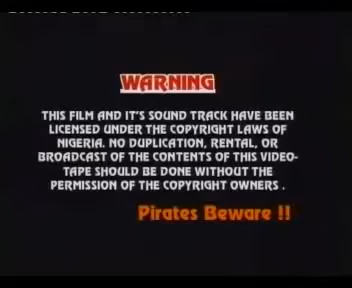 WARNING
THIS FILM AND IT'S SOUND TRACK HAVE BEEN
LICENSED UNDER THE COPYRIGHT LAWS OF
NIGERIA. NO DUPLICATION, RENTAL, OR
BROADCAST OF THE CONTENTS OF THIS VIDEO-
TAPE SHOULD BE DONE WITHOUT THE
PERMISSION OF THE COPYRIGHT OWNERS .
Pirates Beware !!